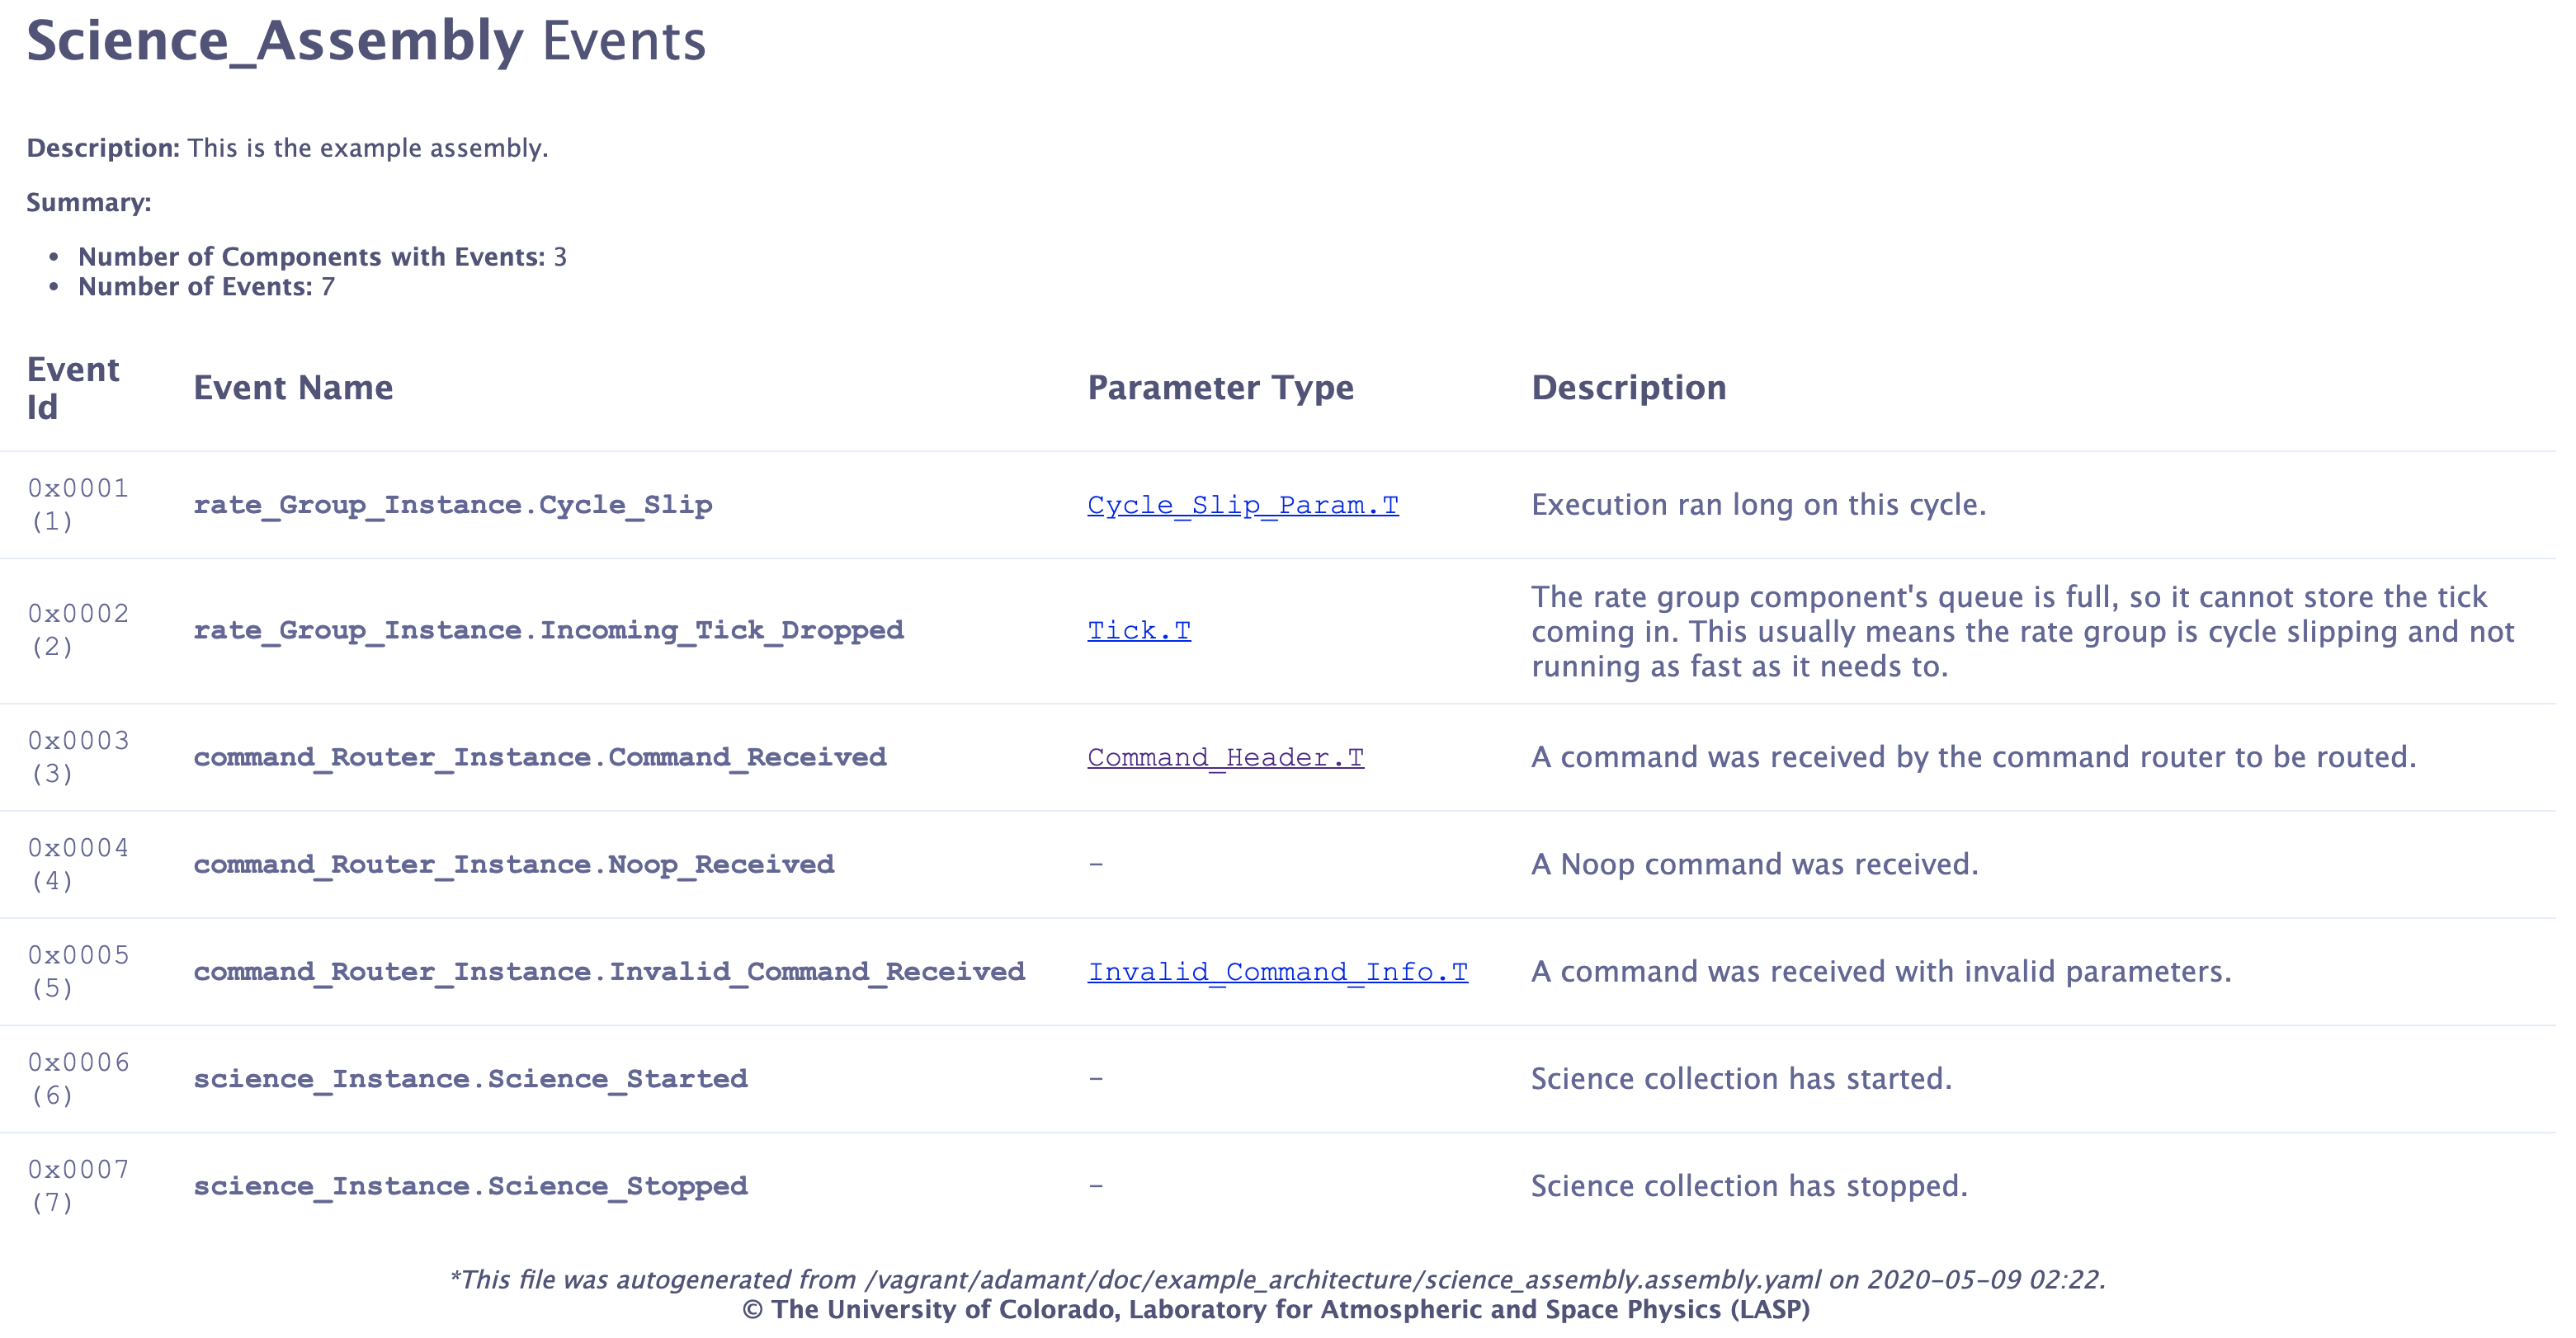 Science_Assembly Events
Description: This is the example assembly.
Summary:
• Number of Components with Events: 3
• Number of Events: 7
Event Id Event Name Parameter Type Description
0x0001 (1) rate_Group_Instance.Cycle_Slip Cycle_Slip_Param.T Execution ran long on this cycle.
0x0002 (2) rate_Group_Instance.Incoming_Tick_Dropped Tick.T The rate group component's queue is full, so it cannot store the tick
coming in. This usually means the rate group is cycle slipping and not
running as fast as it needs to.
0x0003 (3) command_Router_Instance.Command_Received Command_Header.T A command was received by the command router to be routed.
0x0004 (4) command_Router_Instance.Noop_Received - A Noop command was received.
0x0005 (5) command_Router_Instance.Invalid_Command_Received Invalid_Command_Info.T A command was received with invalid parameters.
0x0006 (6) science_Instance.Science_Started - Science collection has started.
0x0007 (7) science_Instance.Science_Stopped - Science collection has stopped.
*This file was autogenerated from /vagrant/adamant/doc/example_architecture/science_assembly.assembly.yaml on 2020-05-09 02:22.
© The University of Colorado, Laboratory for Atmospheric and Space Physics (LASP)